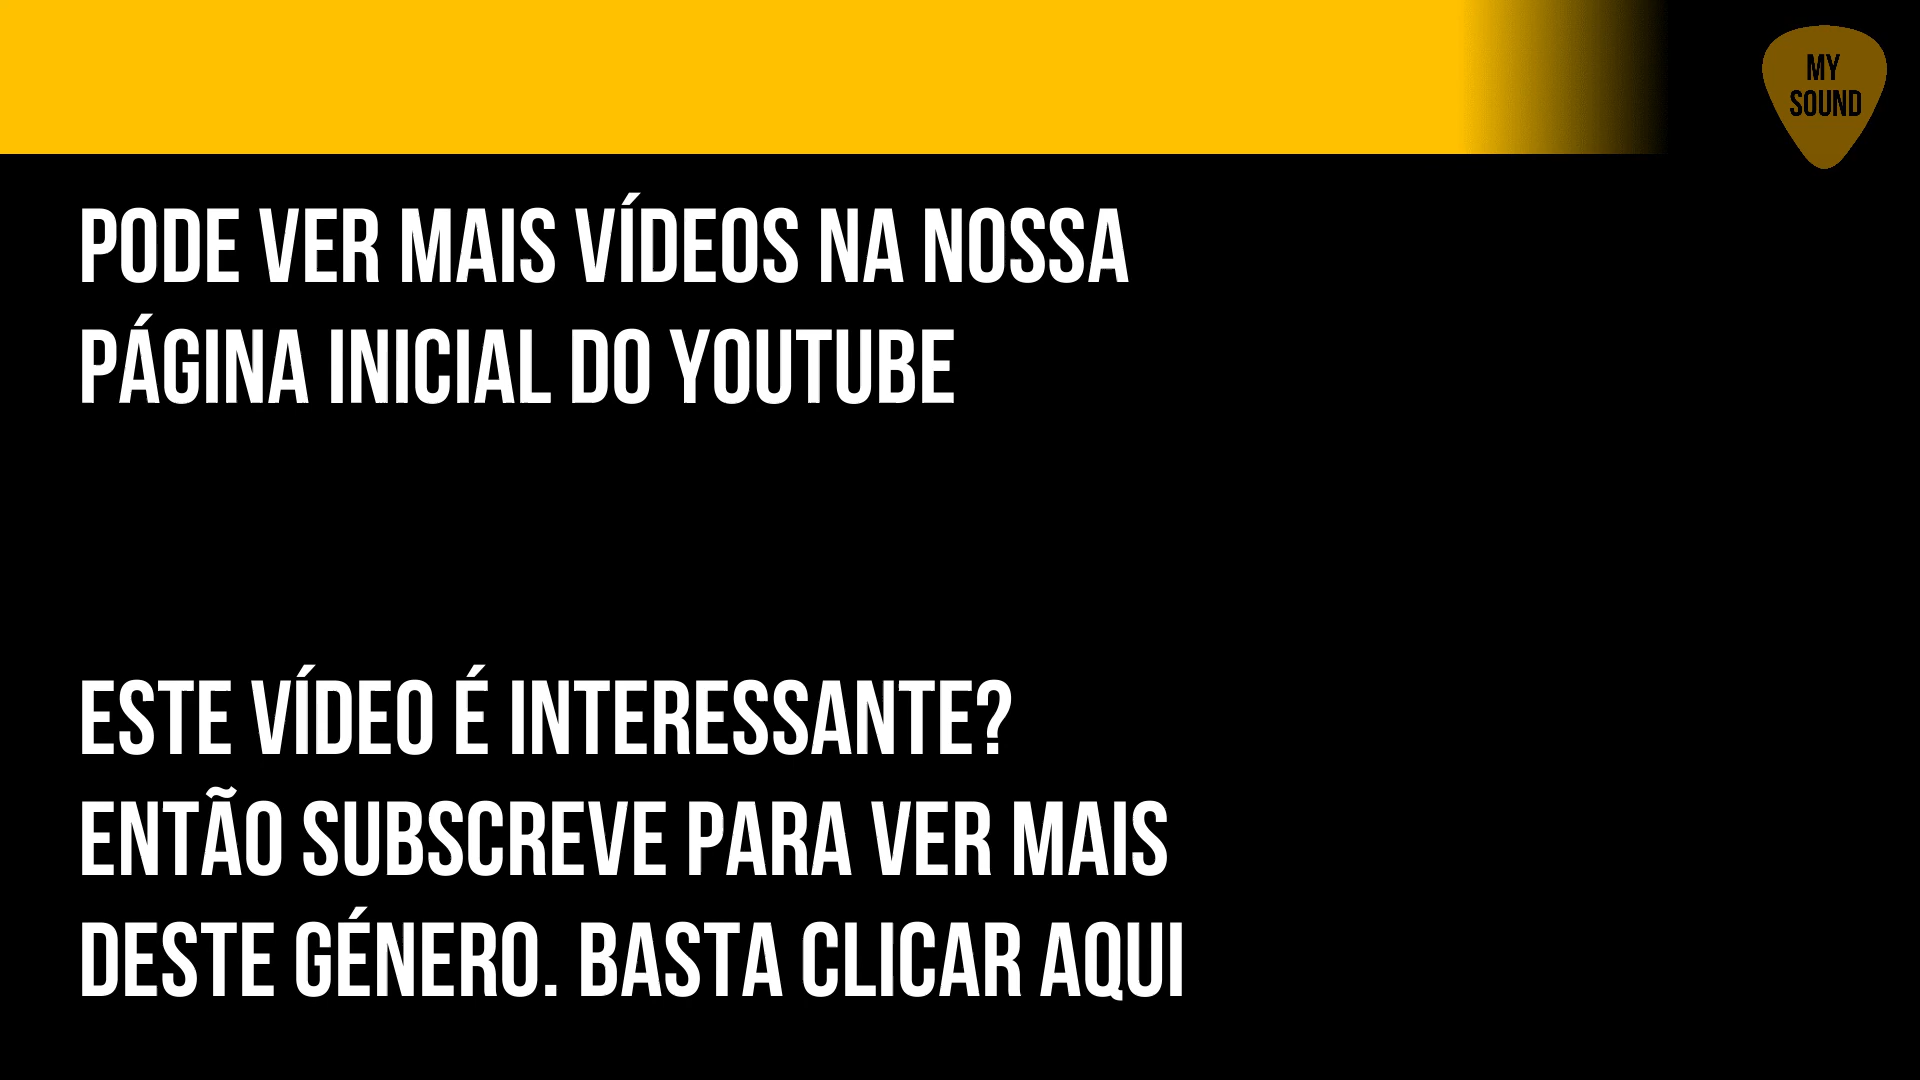 MY
SOUND
PODE VER MAIS VÍDEOS NA NOSSA
PÁGINA INICIAL DO YOUTUBE
ESTE VÍDEO É INTERESSANTE?
ENTÃO SUBSCREVE PARA VER MAIS
DESTE GÉNERO. BASTA CLICAR AQUI